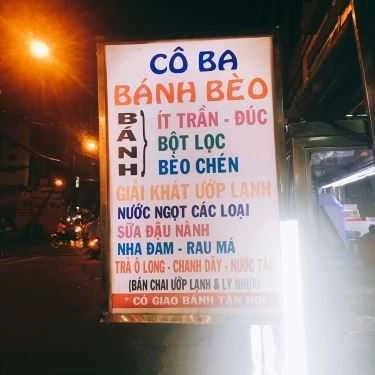 CÔ BA
BÁNH BÈO
BÁNH
ÍT TRẦN - ĐÚC
BỘT LỌC
BÈO CHÉN
GIẢI KHÁT ƯỚP LẠNH
NƯỚC NGỌT CÁC LOẠI
SỮA ĐẬU NÀNH
NHA ĐAM - RAU MÁ
TRÀ Ô LONG - CHANH DÂY - NƯỚC TẮC
(BÁN CHAI ƯỚP LẠNH & LY NHỰA)
* CÓ GIAO BÁNH TẬN NƠI